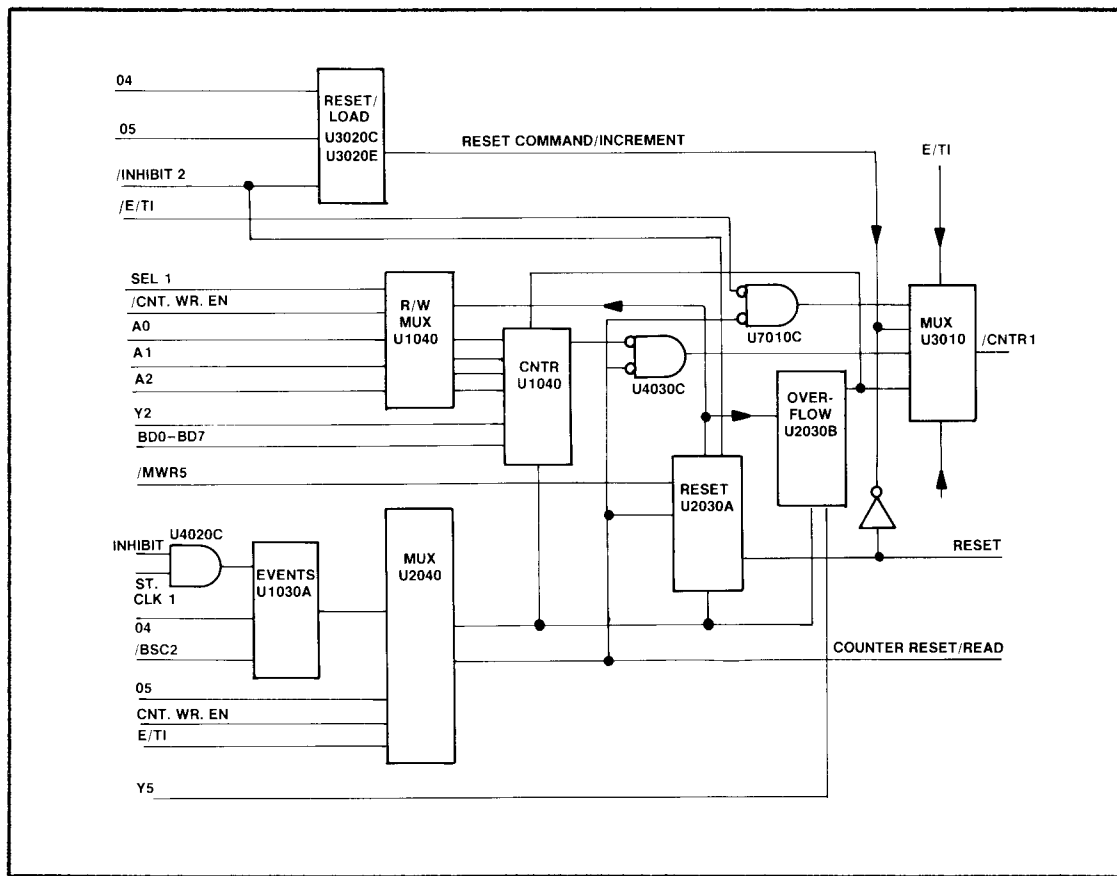 04
RESET/
LOAD
U3020C
U3020E
05
RESET COMMAND/INCREMENT
E/TI
/INHIBIT 2
/E/TI
SEL 1
/CNT. WR. EN
A0
A1
A2
R/W
MUX
U1040
Y2
BD0-BD7
CNTR
U1040
U7010C
U4030C
MUX
U3010
/CNTR1
OVER-
FLOW
U2030B
/MWR5
RESET
U2030A
RESET
U4020C
INHIBIT
ST.
CLK 1
04
/BSC2
EVENTS
U1030A
MUX
U2040
COUNTER RESET/READ
05
CNT. WR. EN
E/TI
Y5